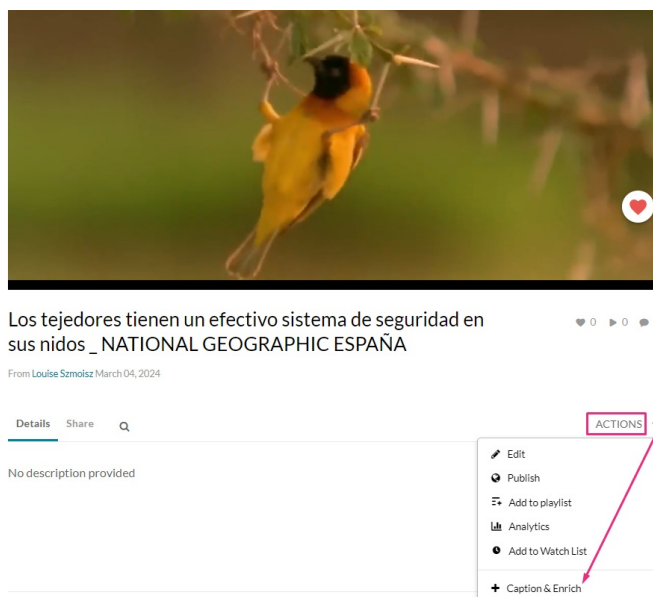 Los tejedores tienen un efectivo sistema de seguridad en
sus nidos _ NATIONAL GEOGRAPHIC ESPAÑA
0 0
From Louise Szmoisz March 04, 2024
Details Share
ACTIONS
No description provided
Edit
Publish
Add to playlist
Analytics
Add to Watch List
Caption & Enrich